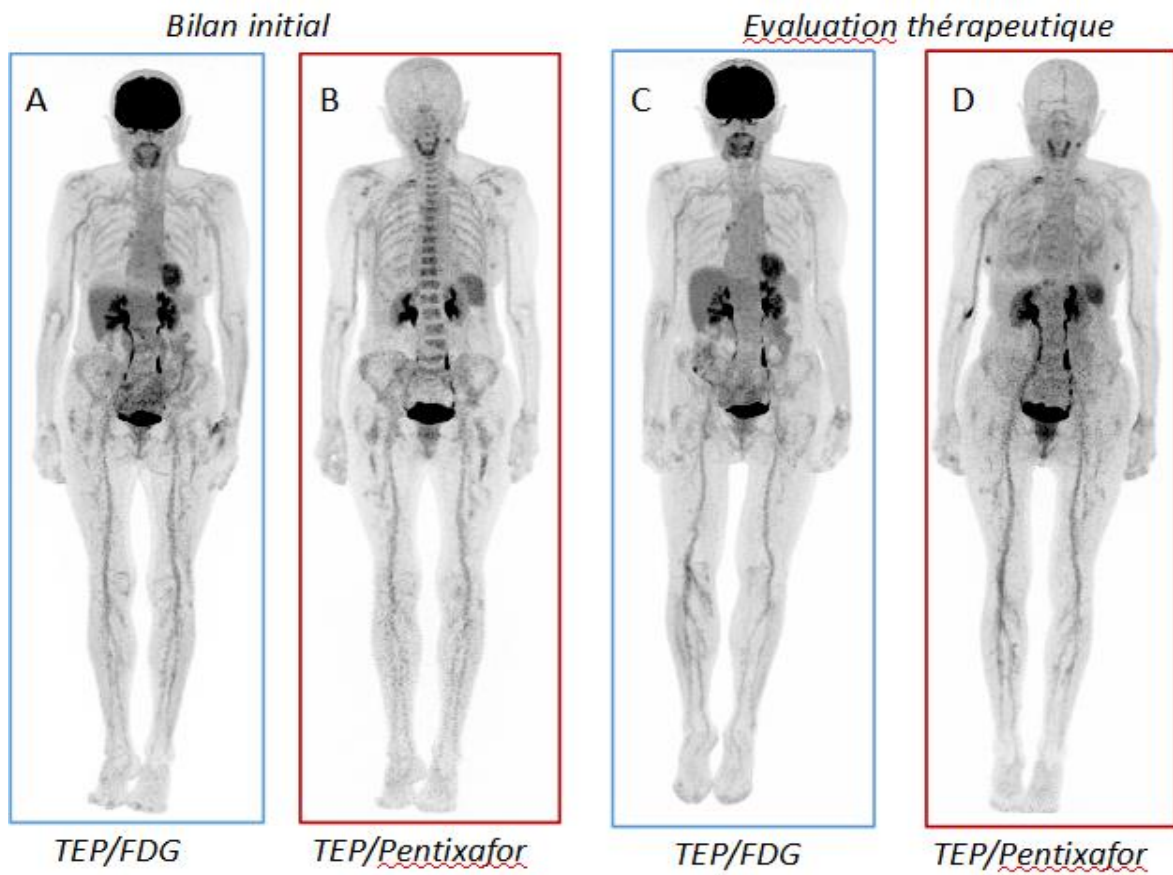 Bilan initial
Evaluation thérapeutique
A
B
C
D
TEP/FDG
TEP/Pentixafor
TEP/FDG
TEP/Pentixafor